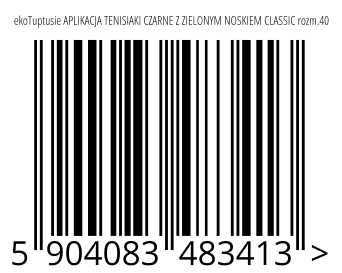 ekoTuptusie APLIKACJA TENISIAKI CZARNE Z ZIELONYM NOSKIEM CLASSIC rozm.40
5 904083 483413 >